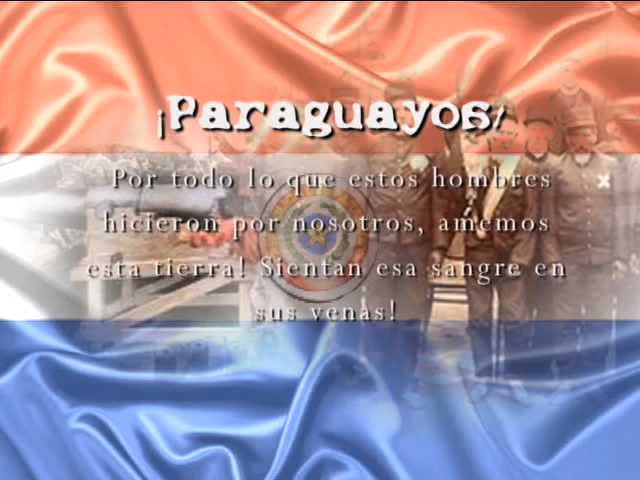 ¡Paraguayos!
Por todo lo que estos hombres
hicieron por nosotros, amemos
esta tierra! Sientan esa sangre en
sus venas!